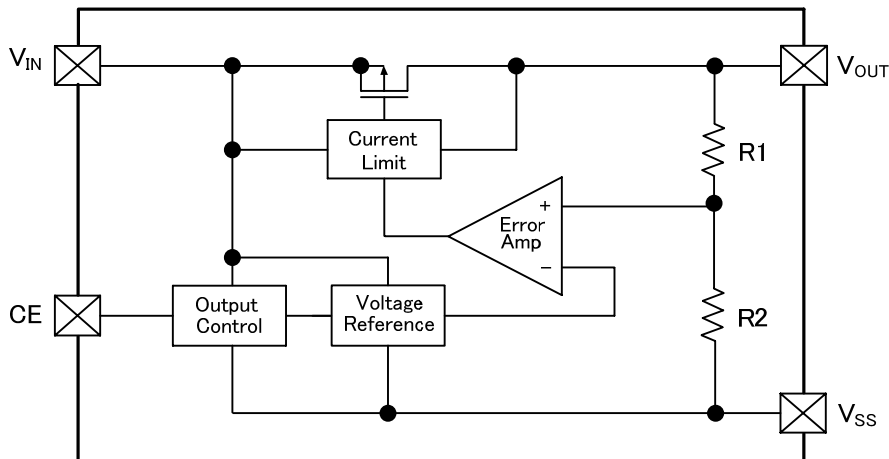 VIN
VOUT
Current
Limit
R1
+
Error
Amp
−
CE
Output
Control
Voltage
Reference
R2
VSS